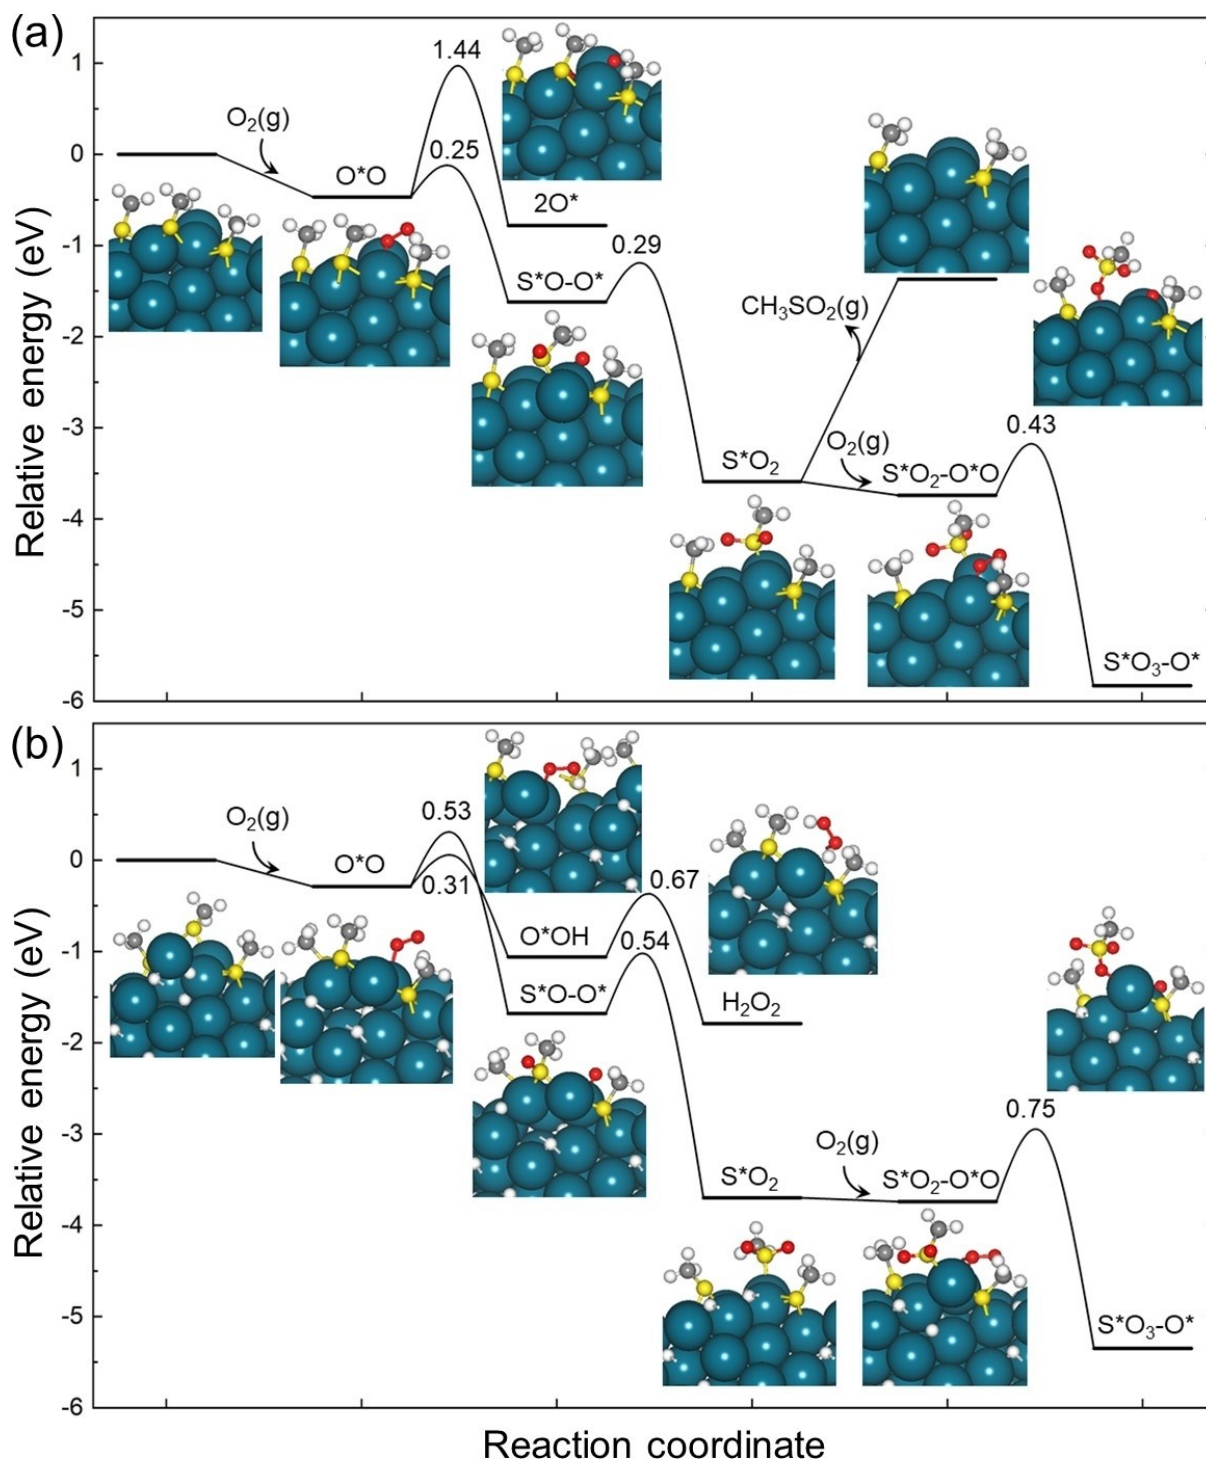 (a)
Relative energy (eV)
1
0
-1
-2
-3
-4
-5
-6
O₂(g)
O*O
1.44
0.25
2O*
S*O-O*
0.29
CH₃SO₂(g)
S*O₂
O₂(g)
S*O₂-O*O
0.43
S*O₃-O*
(b)
Relative energy (eV)
1
0
-1
-2
-3
-4
-5
-6
O₂(g)
O*O
0.53
0.31
O*OH
S*O-O*
0.67
0.54
H₂O₂
S*O₂
O₂(g)
S*O₂-O*O
0.75
S*O₃-O*
Reaction coordinate